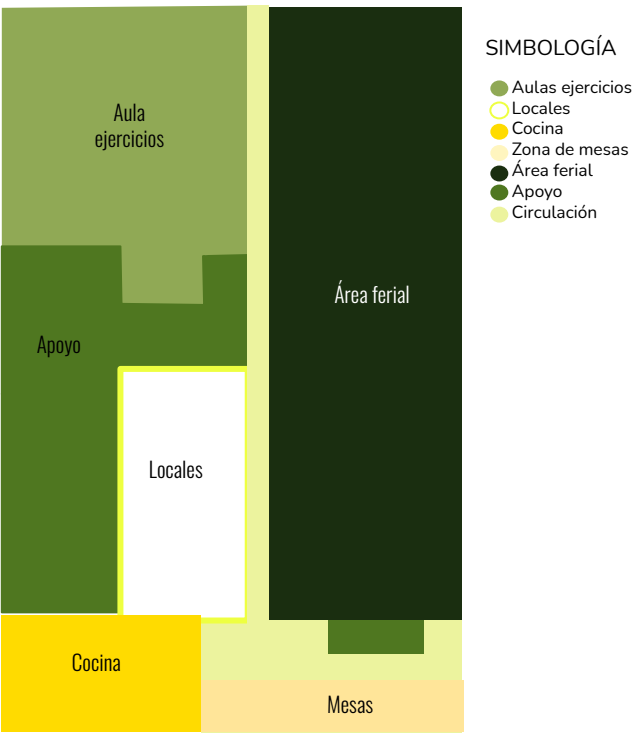 Aula
ejercicios
Apoyo
Locales
Cocina
Área ferial
Mesas
SIMBOLOGÍA
Aulas ejercicios
Locales
Cocina
Zona de mesas
Área ferial
Apoyo
Circulación